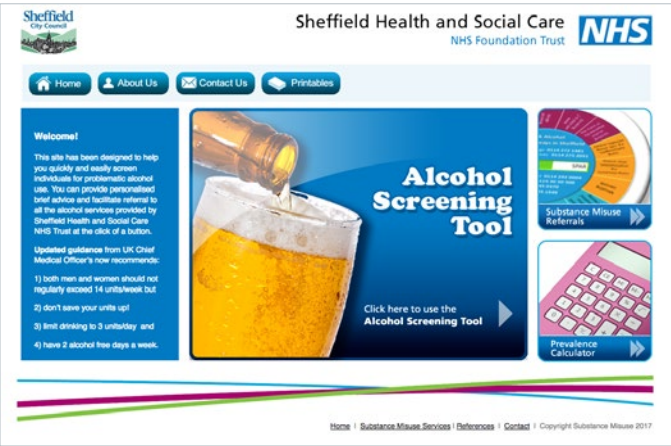 Sheffield
City Council
Sheffield Health and Social Care
NHS Foundation Trust
NHS
Home
About Us
Contact Us
Printables
Welcome!
This site has been designed to help
you quickly and easily screen
individuals for problematic alcohol
use. You can provide personalised
brief advice and facilitate referral to
all the alcohol services provided by
Sheffield Health and Social Care
NHS Trust at the click of a button.
Updated guidance from UK Chief
Medical Officer's now recommends:
1) both men and women should not
regularly exceed 14 units/week but
2) don't save your units up!
3) limit drinking to 3 units/day and
4) have 2 alcohol free days a week.
Alcohol
Screening
Tool
Click here to use the
Alcohol Screening Tool
Substance Misuse
Referrals
Prevalence
Calculator
Home | Substance Misuse Services | References | Contact | Copyright Substance Misuse 2017